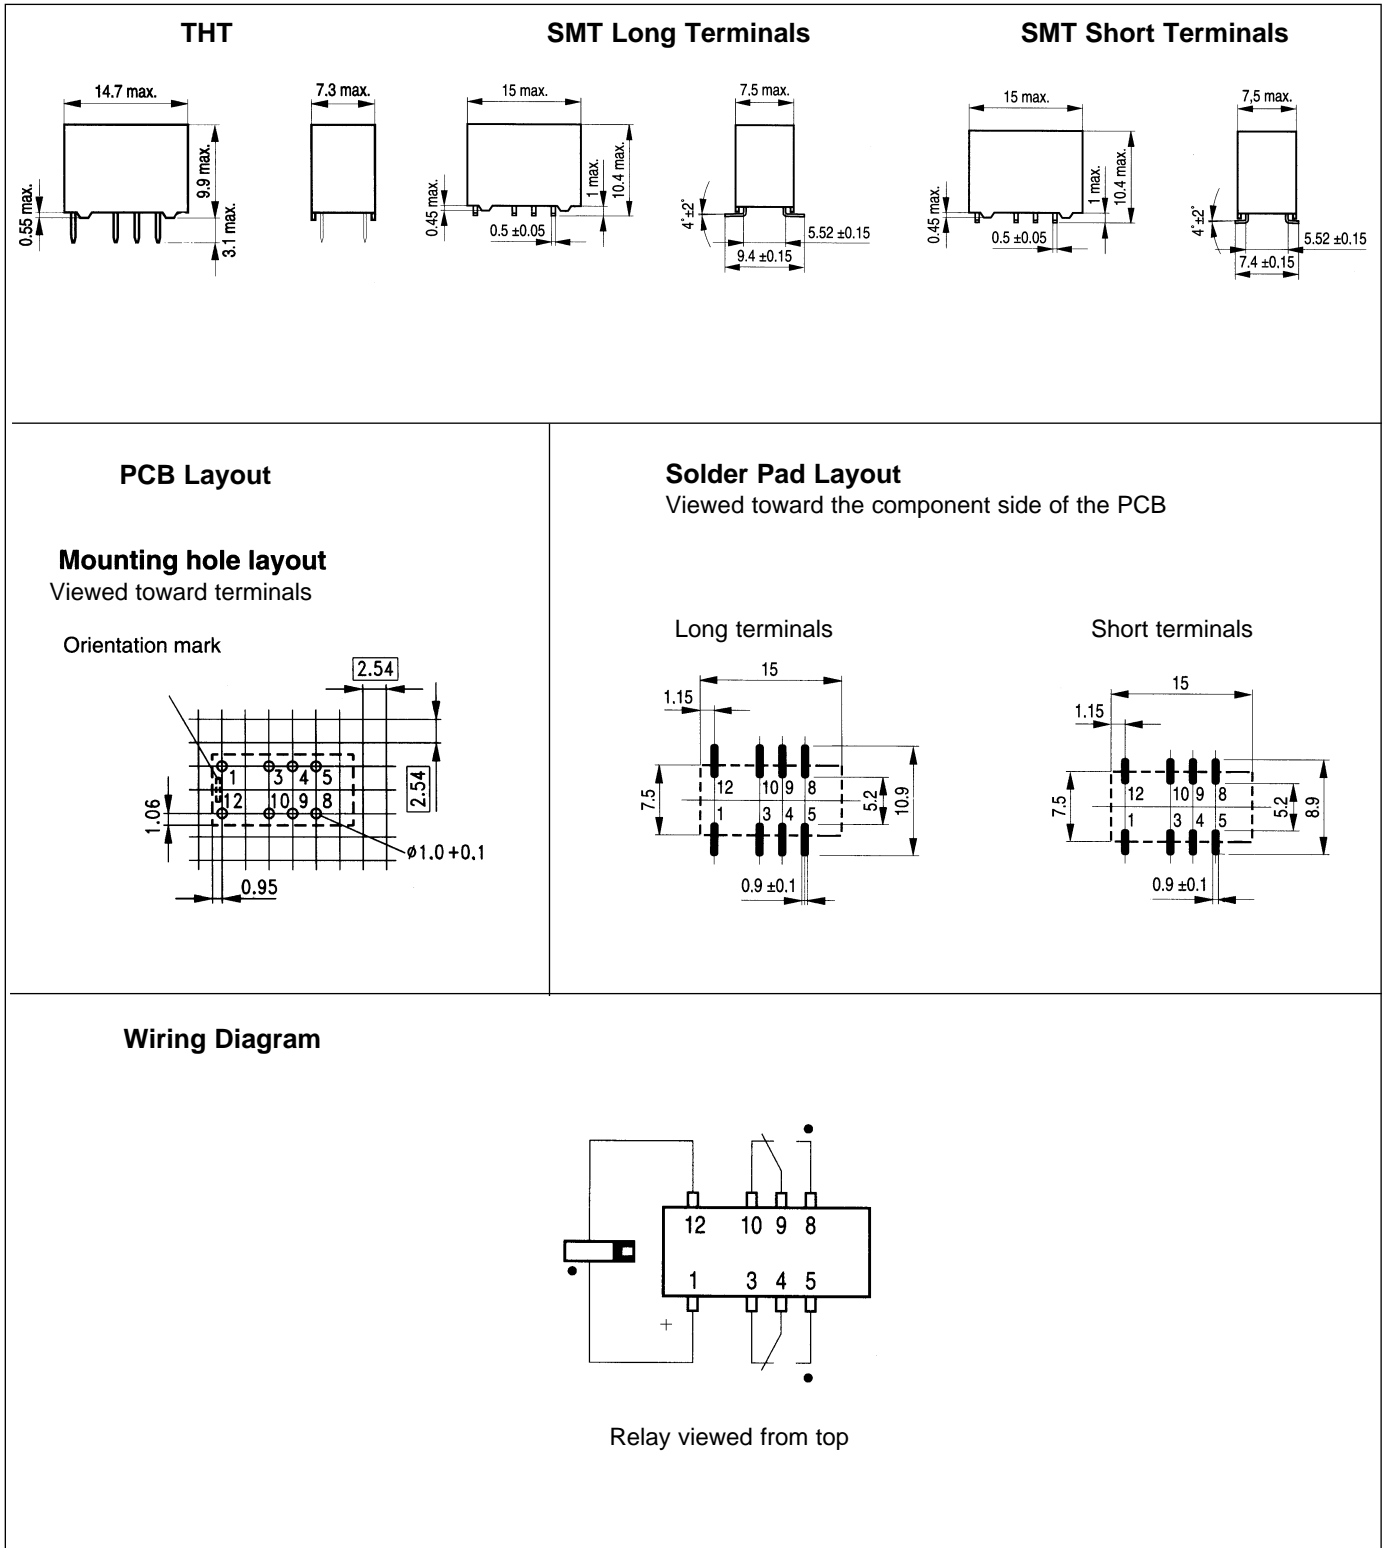 THT
SMT Long Terminals
SMT Short Terminals
14.7 max.
7.3 max.
15 max.
7.5 max.
15 max.
7,5 max.
0.55 max.
9.9 max.
3.1 max.
0.45 max.
1 max.
10.4 max.
0.5 ±0.05
4°±2°
5.52 ±0.15
9.4 ±0.15
0.45 max.
1 max.
10.4 max.
0.5 ±0.05
4°±2°
5.52 ±0.15
7.4 ±0.15
PCB Layout
Mounting hole layout
Viewed toward terminals
Orientation mark
2.54
2.54
1 3 4 5
12 10 9 8
1.06
ø1.0 +0.1
0.95
Solder Pad Layout
Viewed toward the component side of the PCB
Long terminals
15
1.15
12 10 9 8
1 3 4 5
7.5
5.2
10.9
0.9 ±0.1
Short terminals
15
1.15
12 10 9 8
1 3 4 5
7.5
5.2
8.9
0.9 ±0.1
Wiring Diagram
12 10 9 8
1 3 4 5
+
Relay viewed from top